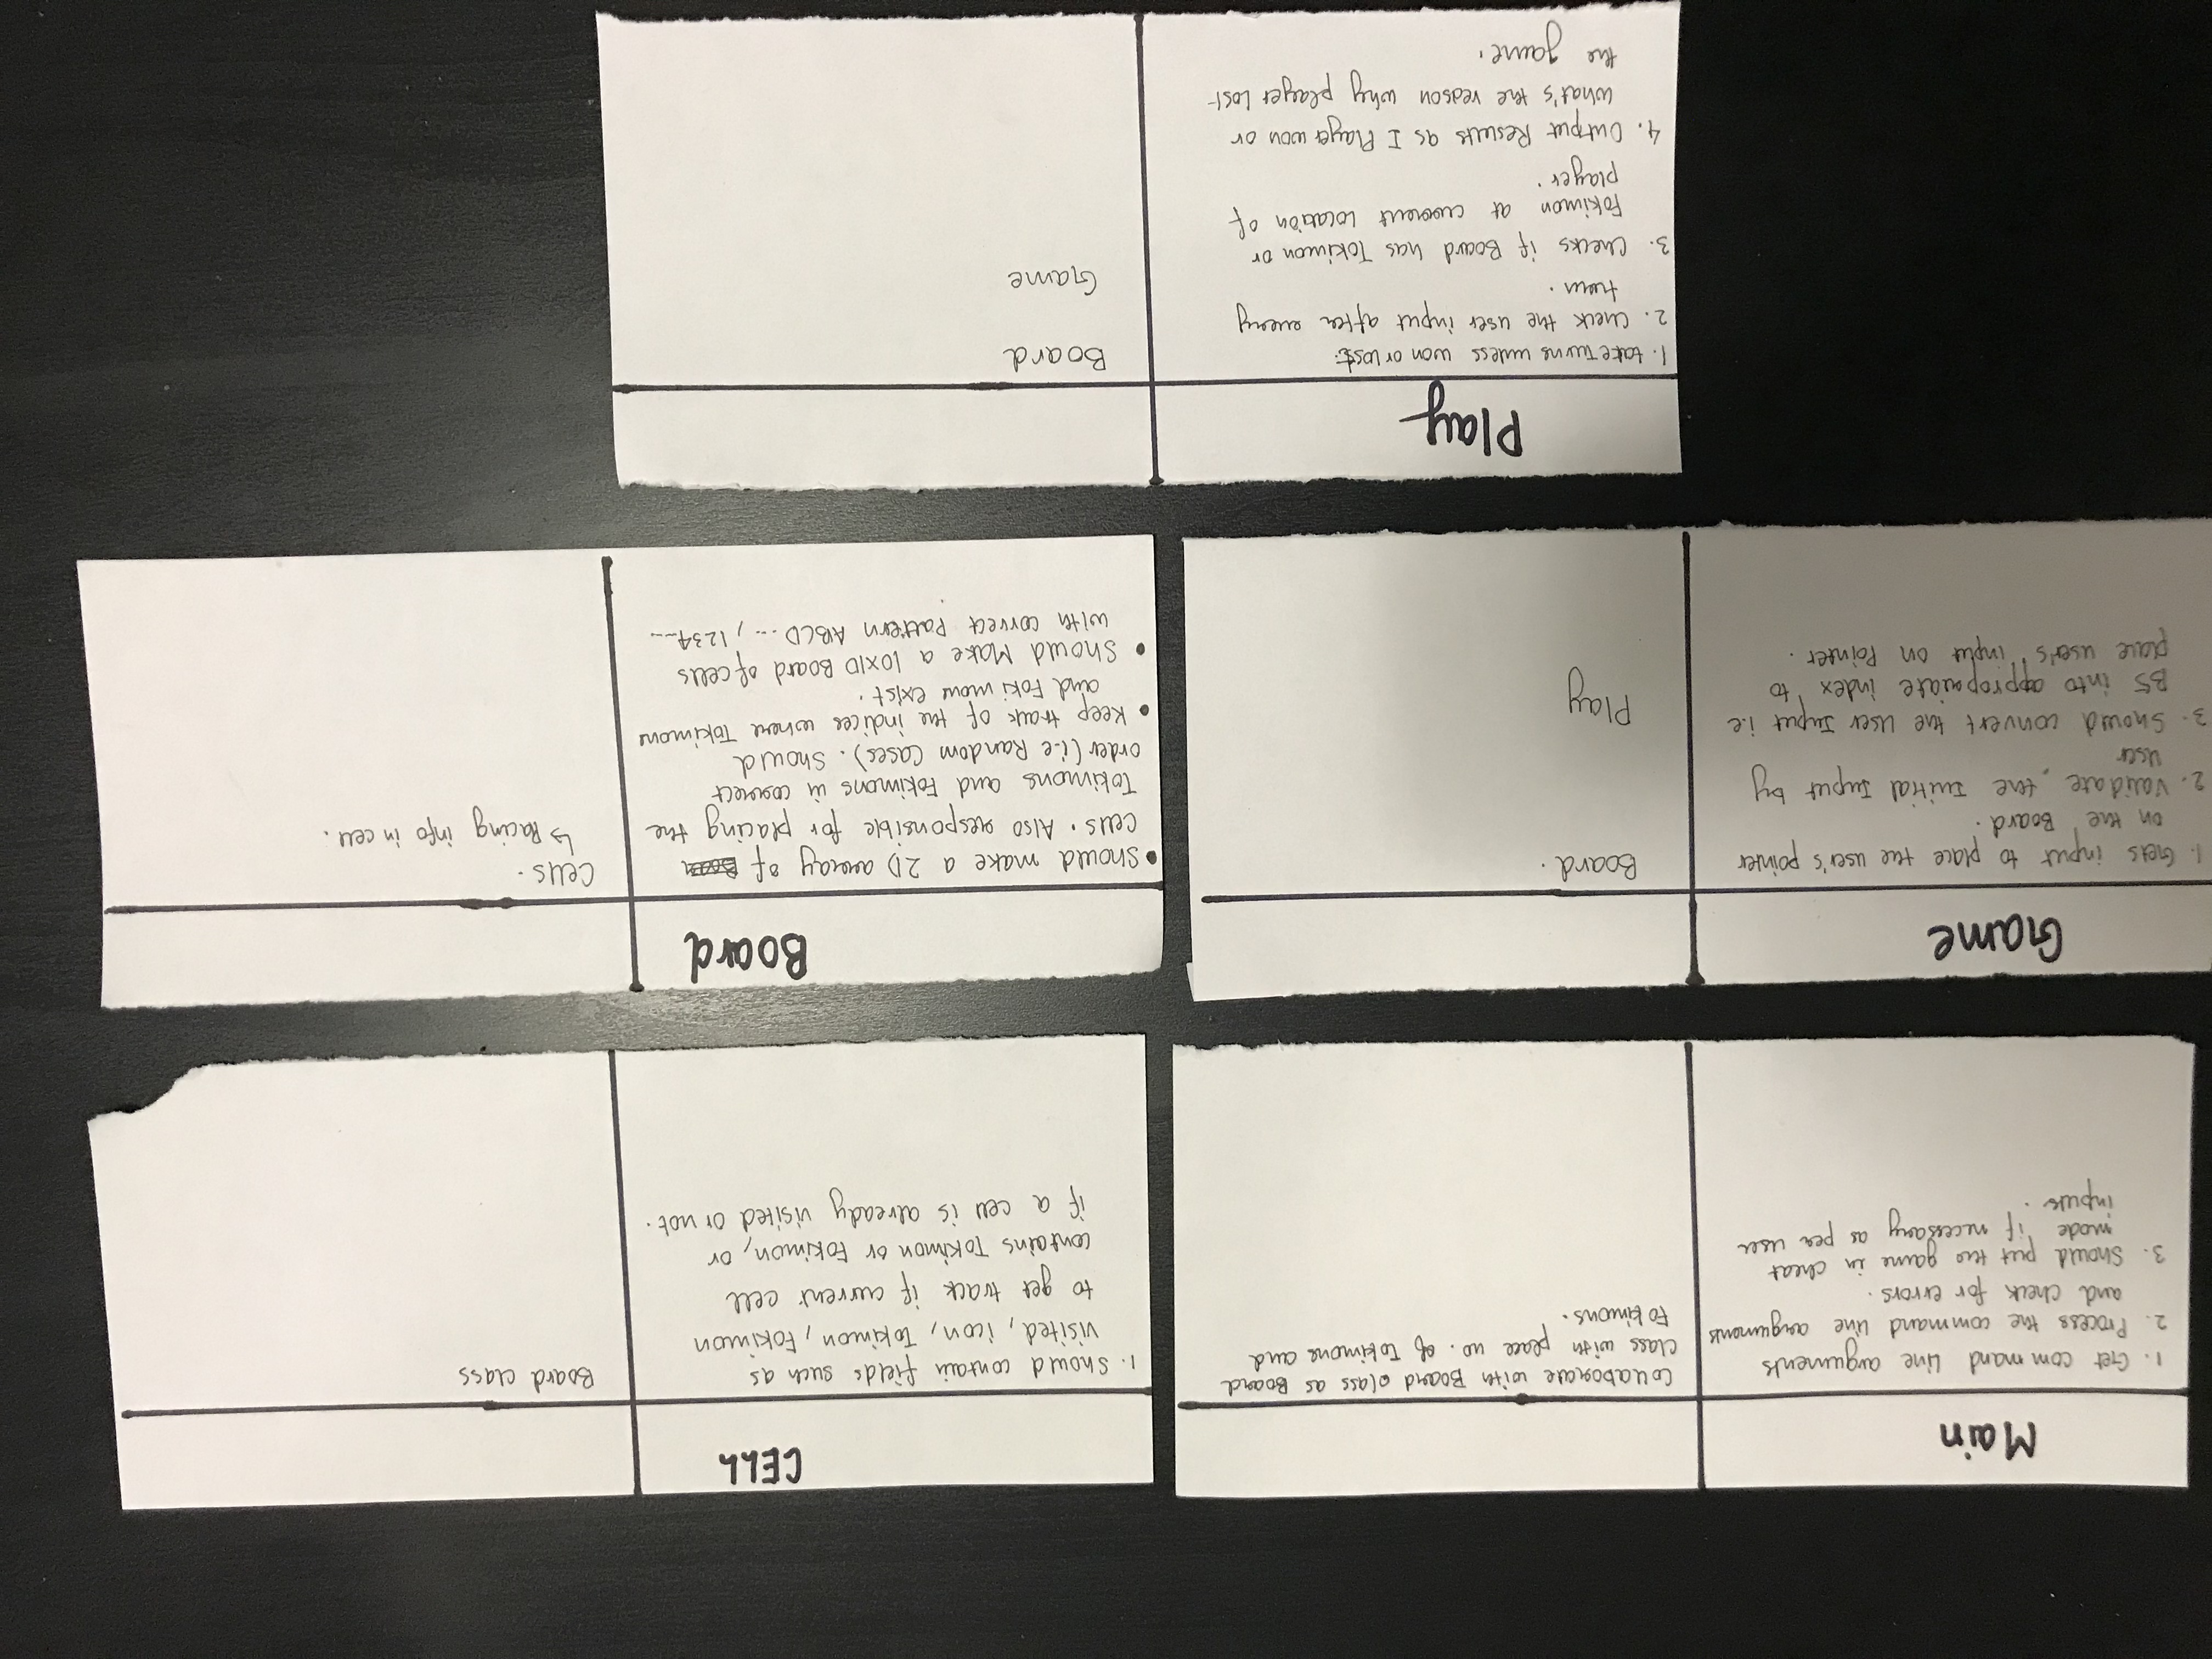 Main
1. Get command line arguments
2. Process the command line arguments
and check for errors.
3. Should put the game in cheat
mode if necessary as per user
inputs.
Collaborate with Board class as Board
class with place no. of Tokimons and
Fokimons.
CELL
1. Should contain fields such as
visited, icon, Tokimon, Fokimon
to get track if current cell
contains Tokimon or Fokimon, or
if a cell is already visited or not.
Board class
Game
1. Gets input to place the user's pointer
on the Board.
2. Validate, the Initial Input by
user
3. Should convert the User Input i.e
B5 into appropriate index to
place user's input on Pointer.
Board.
Play
Board
• Should make a 2D array of
cells. Also responsible for placing the
Tokimons and Fokimons in correct
order (i.e Random Cases). Should
• Keep track of the indices where Tokimons
and Fokimons exist.
• Should Make a 10x10 Board of cells
with correct Pattern ABCD---, 1234---
Cells.
↳ Placing info in cell.
Play
1. take turns unless won or lost.
2. Check the user input after every
turn.
3. Checks if Board has Tokimon or
Fokimon at current location of
player.
4. Output Results as I Player won or
what's the reason why player lost
the game.
Board
Game